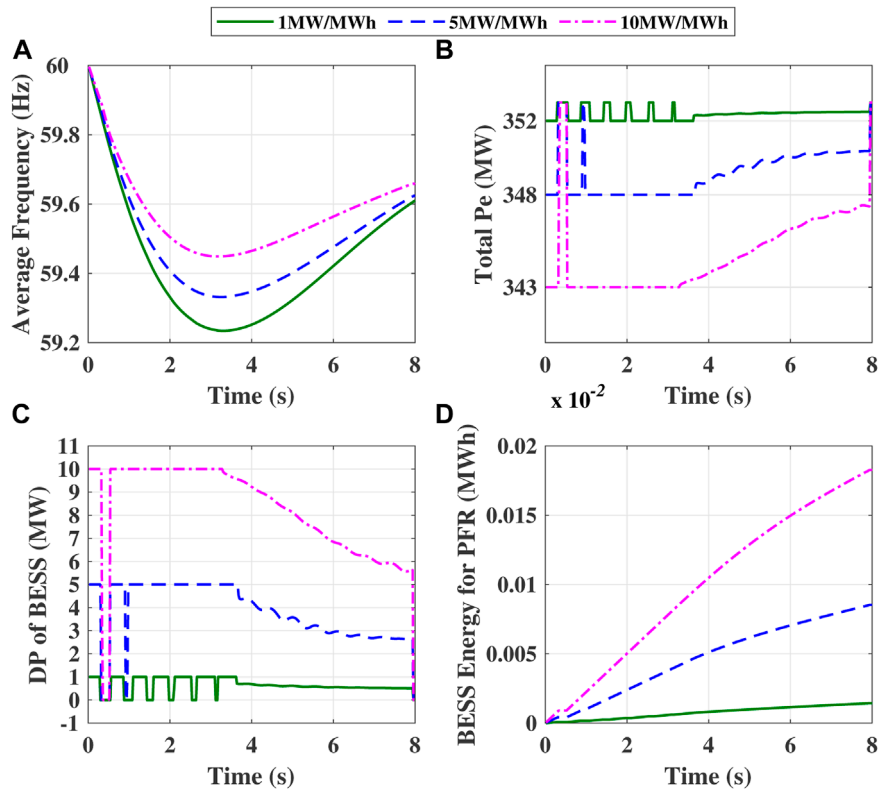 1MW/MWh 5MW/MWh 10MW/MWh
A
60
59.8
59.6
59.4
59.2
Average Frequency (Hz)
0 2 4 6 8
Time (s)
B
352
348
343
Total Pe (MW)
0 2 4 6 8
Time (s)
C
11
10
9
8
7
6
5
4
3
2
1
0
-1
DP of BESS (MW)
0 2 4 6 8
Time (s)
D
x 10-2
0.02
0.015
0.01
0.005
0
BESS Energy for PFR (MWh)
0 2 4 6 8
Time (s)